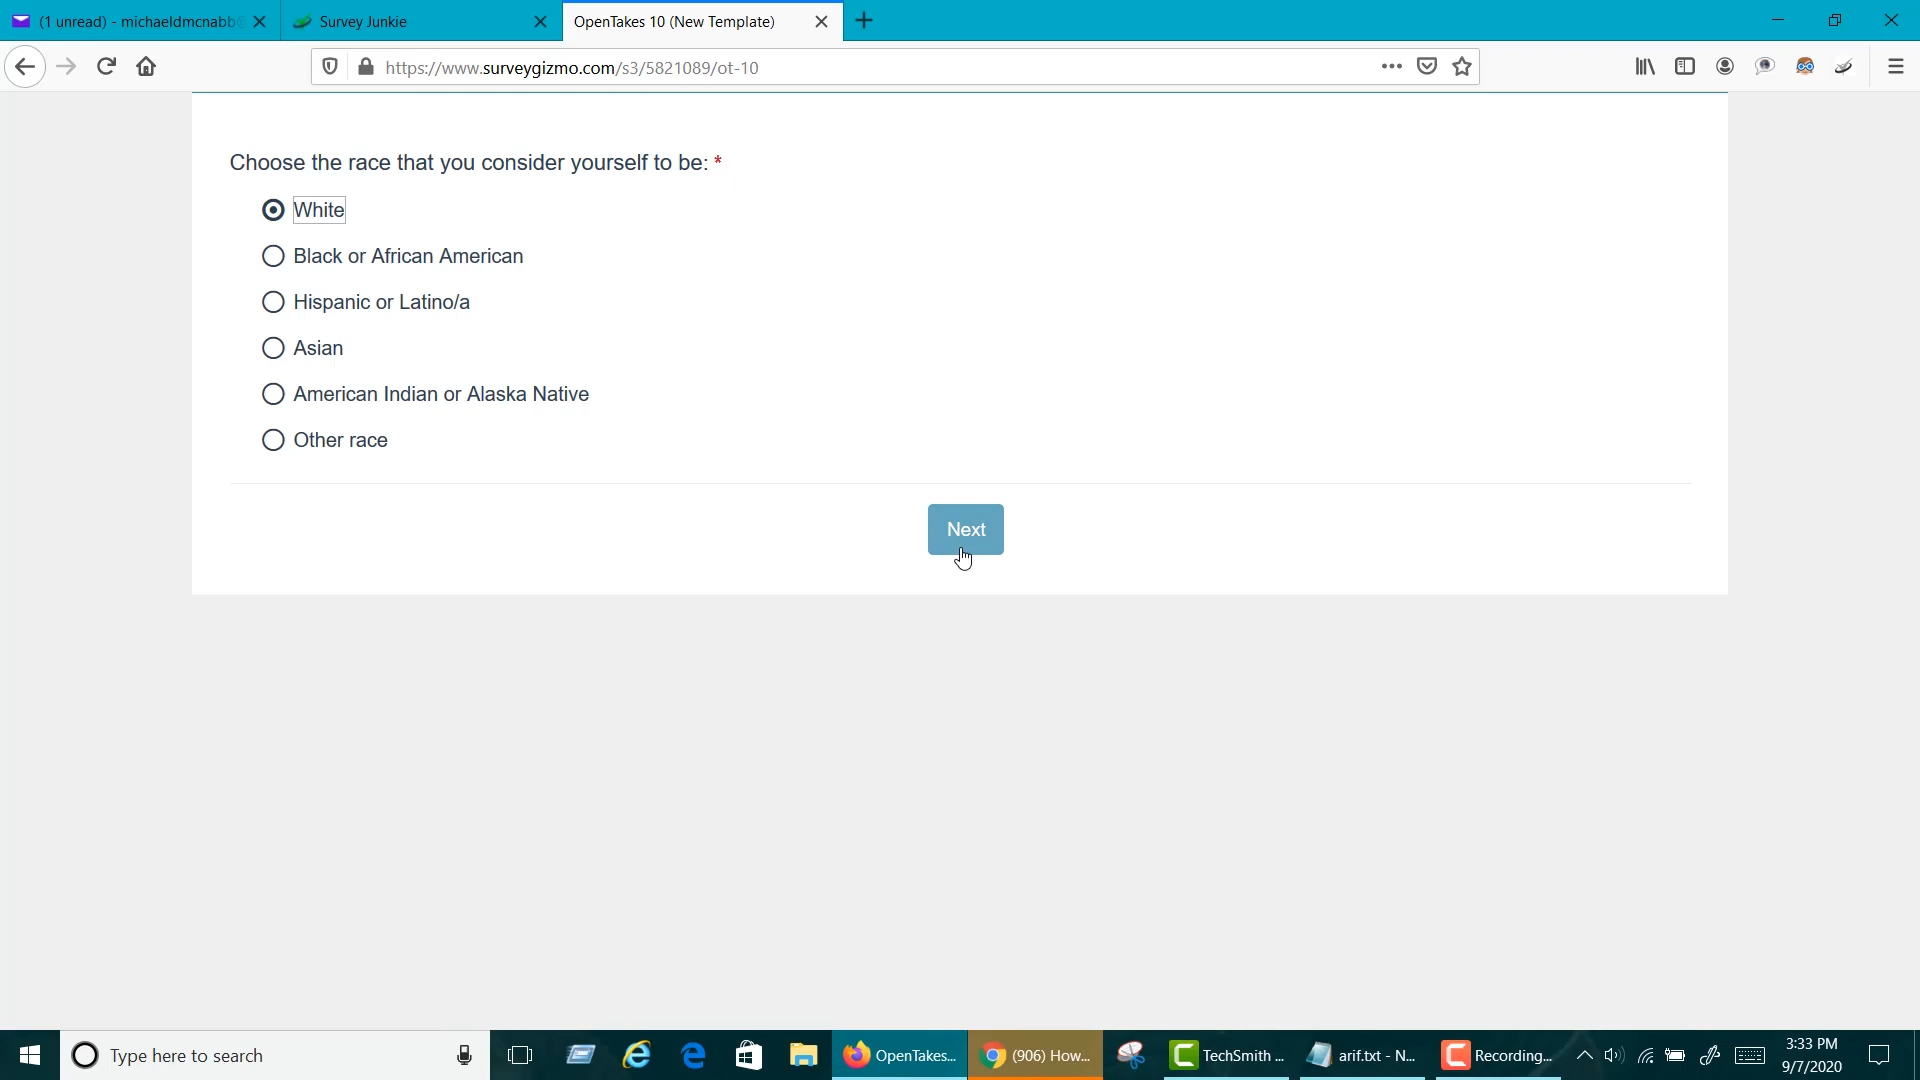 (1 unread) - michaeldmcnabb
Survey Junkie
OpenTakes 10 (New Template)
https://www.surveygizmo.com/s3/5821089/ot-10
Choose the race that you consider yourself to be: *
White
Black or African American
Hispanic or Latino/a
Asian
American Indian or Alaska Native
Other race
Next
Type here to search
OpenTakes...
(906) How...
TechSmith ...
arif.txt - N...
Recording...
3:33 PM
9/7/2020